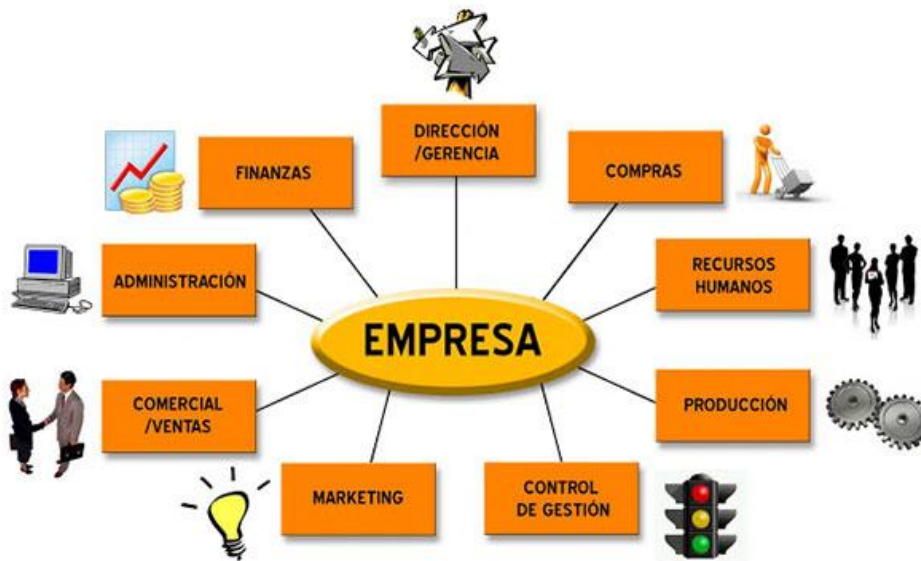 DIRECCIÓN
/GERENCIA
FINANZAS
COMPRAS
ADMINISTRACIÓN
RECURSOS
HUMANOS
EMPRESA
COMERCIAL
/VENTAS
PRODUCCIÓN
MARKETING
CONTROL
DE GESTIÓN